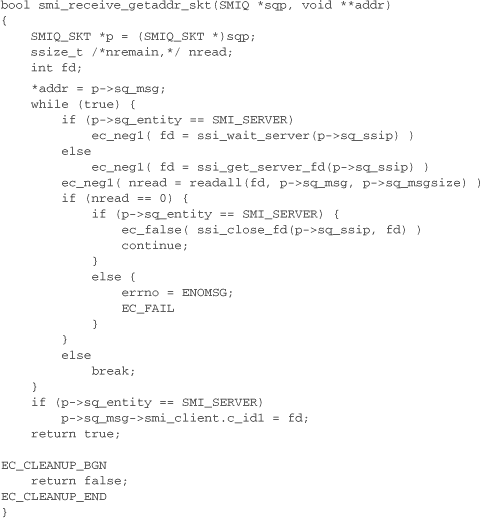 bool smi_receive_getaddr_skt(SMIQ *sqp, void **addr)
{
    SMIQ_SKT *p = (SMIQ_SKT *)sqp;
    ssize_t /*nremain,*/ nread;
    int fd;

    *addr = p->sq_msg;
    while (true) {
        if (p->sq_entity == SMI_SERVER)
            ec_neg1( fd = ssi_wait_server(p->sq_ssip) )
        else
            ec_neg1( fd = ssi_get_server_fd(p->sq_ssip) )
        ec_neg1( nread = readall(fd, p->sq_msg, p->sq_msgsize) )
        if (nread == 0) {
            if (p->sq_entity == SMI_SERVER) {
                ec_false( ssi_close_fd(p->sq_ssip, fd) )
                continue;
            }
            else {
                errno = ENOMSG;
                EC_FAIL
            }
        }
        else
            break;
    }
    if (p->sq_entity == SMI_SERVER)
        p->sq_msg->smi_client.c_id1 = fd;
    return true;

EC_CLEANUP_BGN
    return false;
EC_CLEANUP_END
}